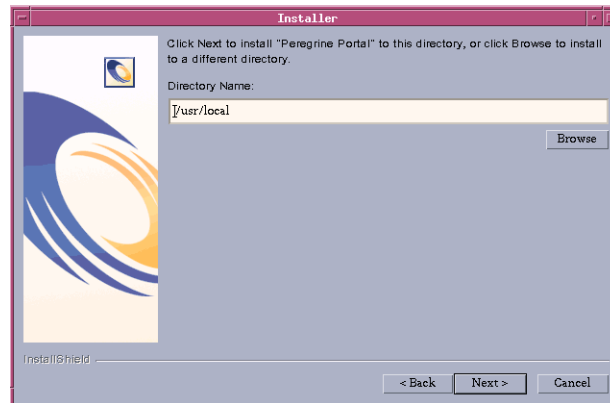 Installer
Click Next to install "Peregrine Portal" to this directory, or click Browse to install
to a different directory.
Directory Name:
/usr/local
Browse
InstallShield
< Back
Next >
Cancel